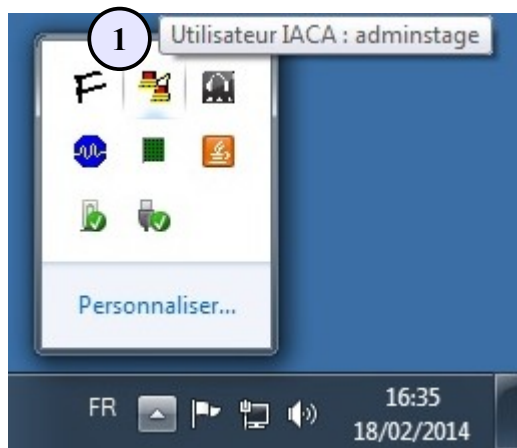 1
Utilisateur IACA : adminstage
Personnaliser...
FR
16:35
18/02/2014